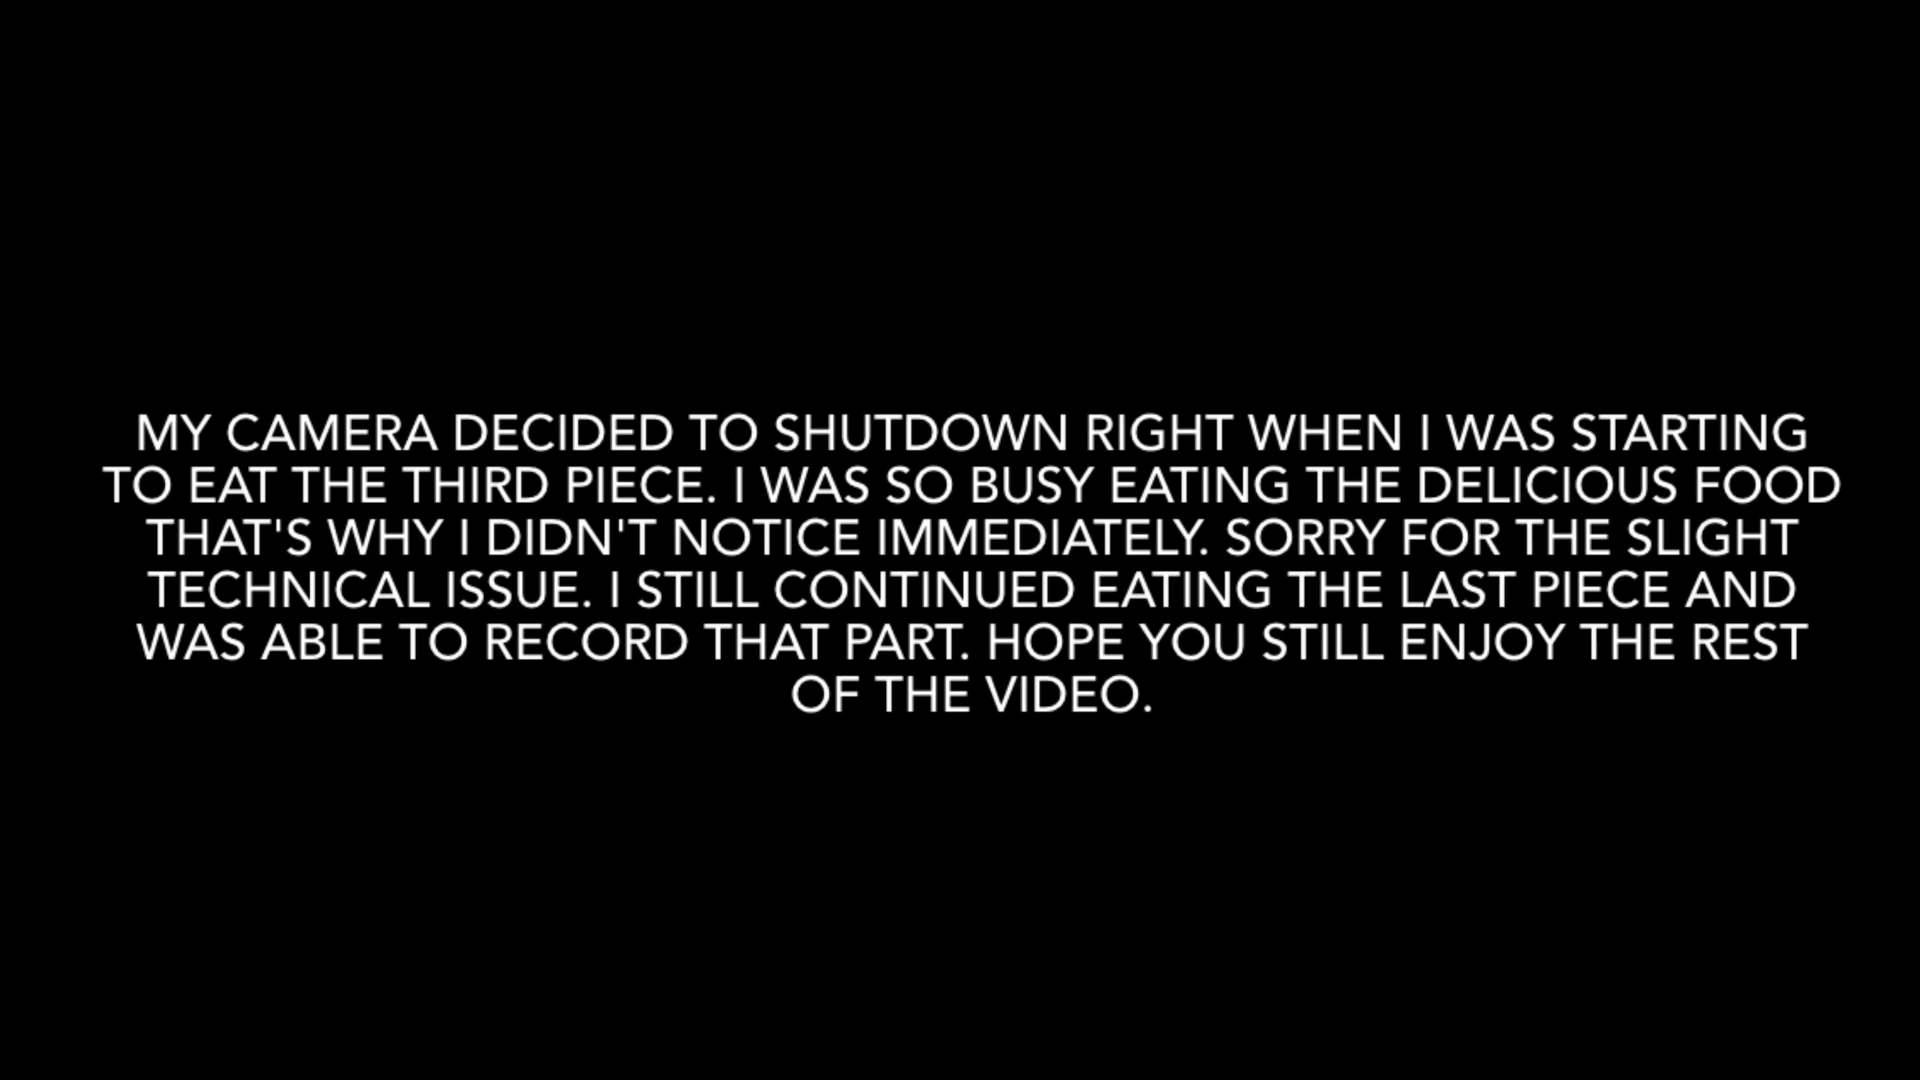 MY CAMERA DECIDED TO SHUTDOWN RIGHT WHEN I WAS STARTING
TO EAT THE THIRD PIECE. I WAS SO BUSY EATING THE DELICIOUS FOOD
THAT'S WHY I DIDN'T NOTICE IMMEDIATELY. SORRY FOR THE SLIGHT
TECHNICAL ISSUE. I STILL CONTINUED EATING THE LAST PIECE AND
WAS ABLE TO RECORD THAT PART. HOPE YOU STILL ENJOY THE REST
OF THE VIDEO.